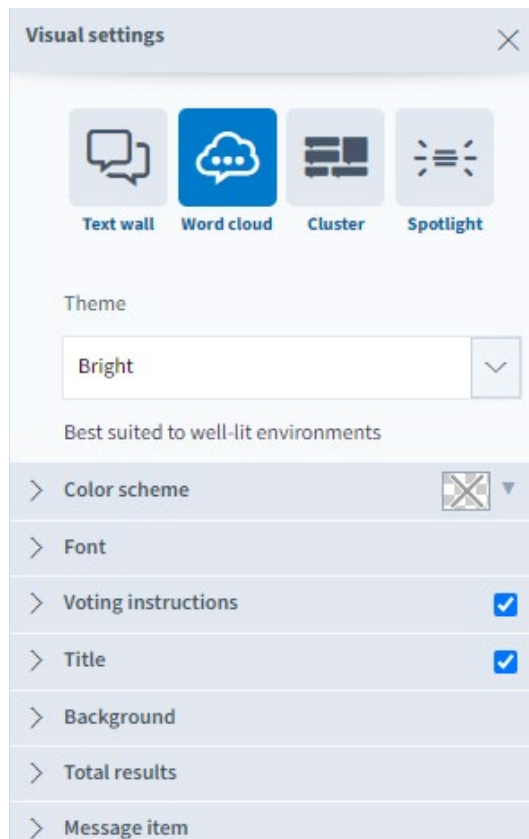 Visual settings
Text wall Word cloud Cluster Spotlight
Theme
Bright
Best suited to well-lit environments
Color scheme
Font
Voting instructions
Title
Background
Total results
Message item